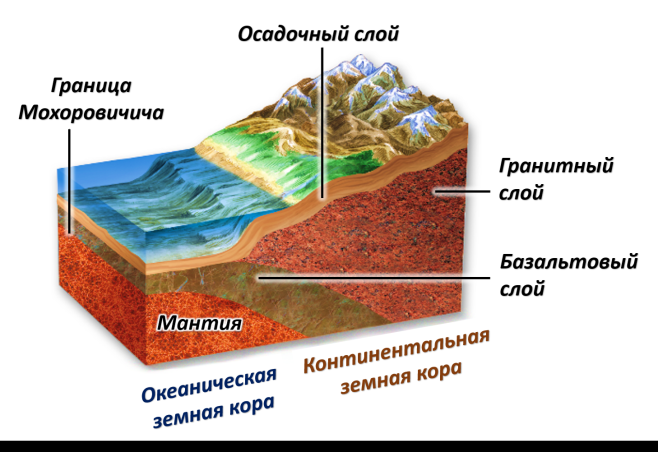 Осадочный слой
Граница
Мохоровичича
Гранитный
слой
Базальтовый
слой
Мантия
Океаническая
земная кора
Континентальная
земная кора